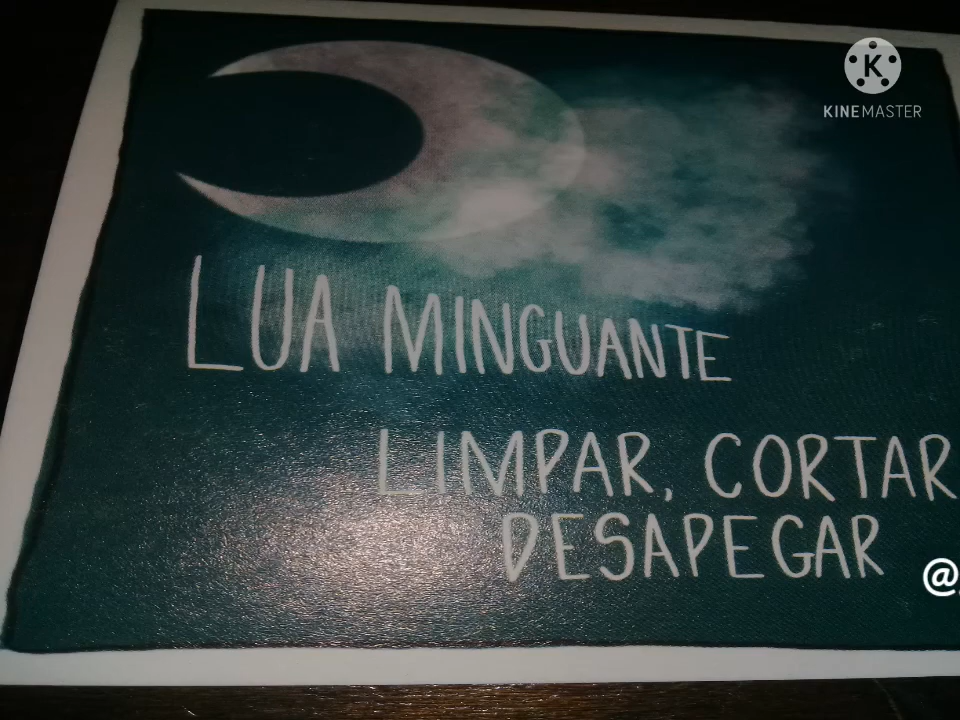 KINEMASTER
LUA MINGUANTE
LIMPAR, CORTAR
DESAPEGAR
@